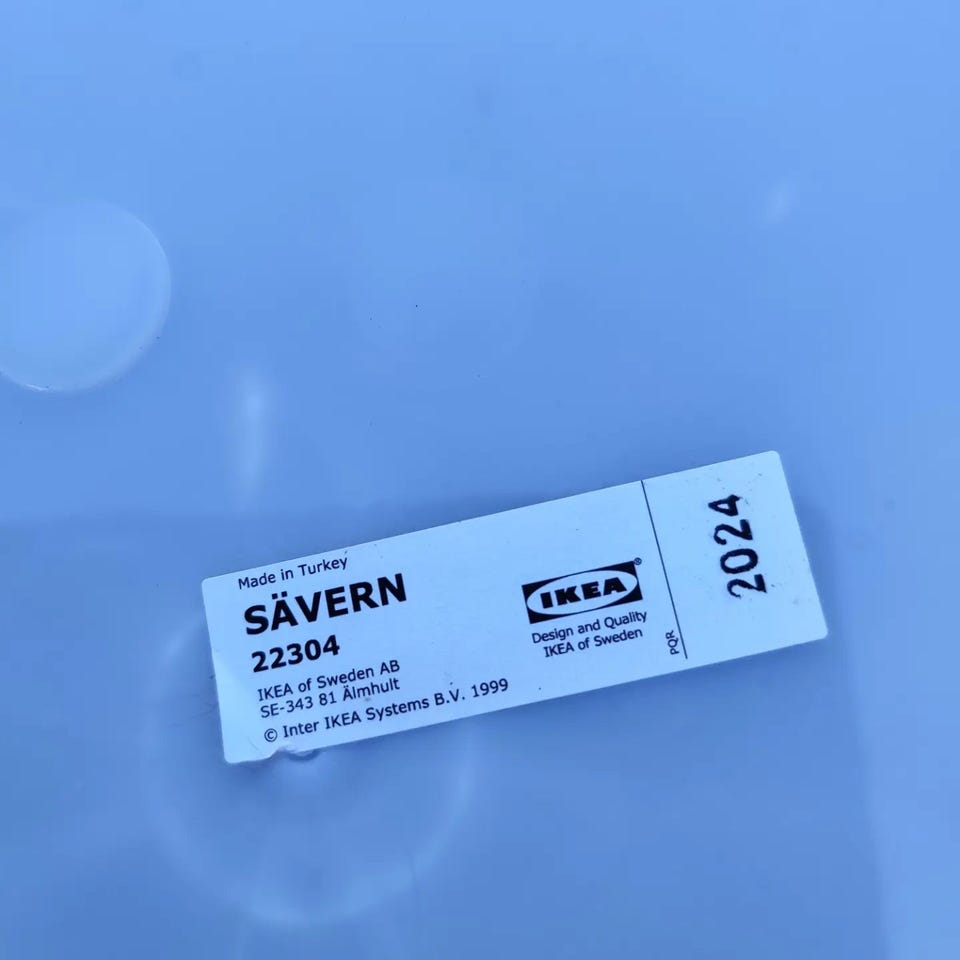 Made in Turkey
SÄVERN
22304
IKEA of Sweden AB
SE-343 81 Älmhult
© Inter IKEA Systems B.V. 1999
IKEA®
Design and Quality
IKEA of Sweden
PQR
2024